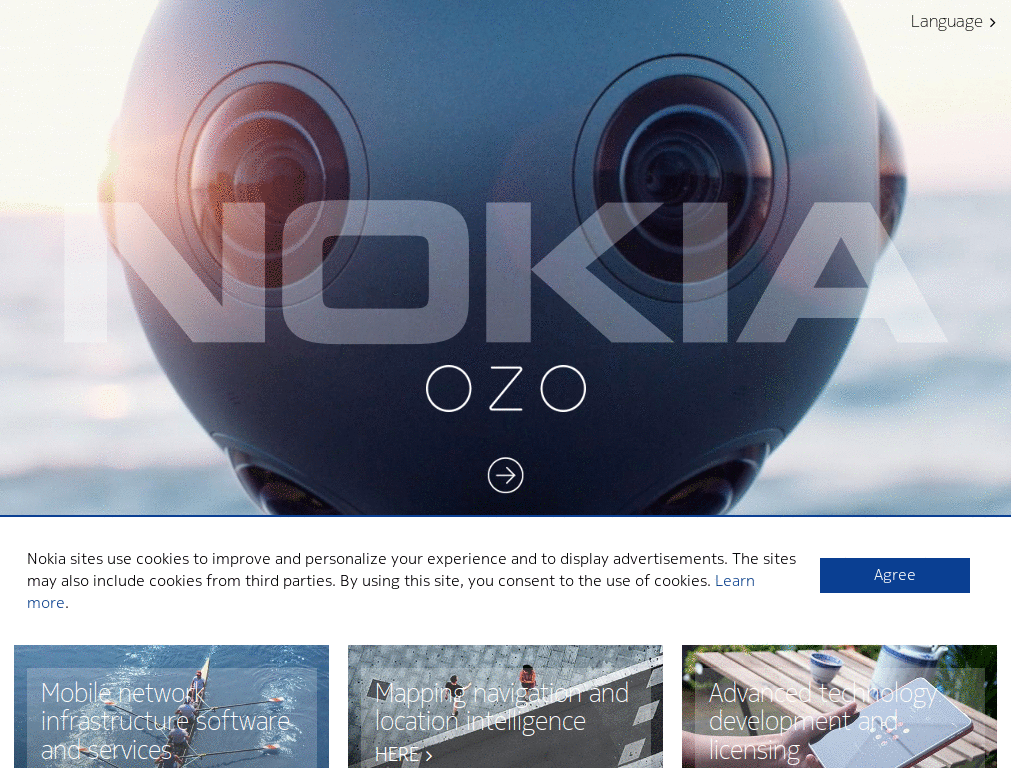 Language
NOKIA
OZO
Nokia sites use cookies to improve and personalize your experience and to display advertisements. The sites
may also include cookies from third parties. By using this site, you consent to the use of cookies. Learn
more.
Agree
Mobile network
infrastructure software
and services
Mapping navigation and
location intelligence
HERE
Advanced technology
development and
licensing